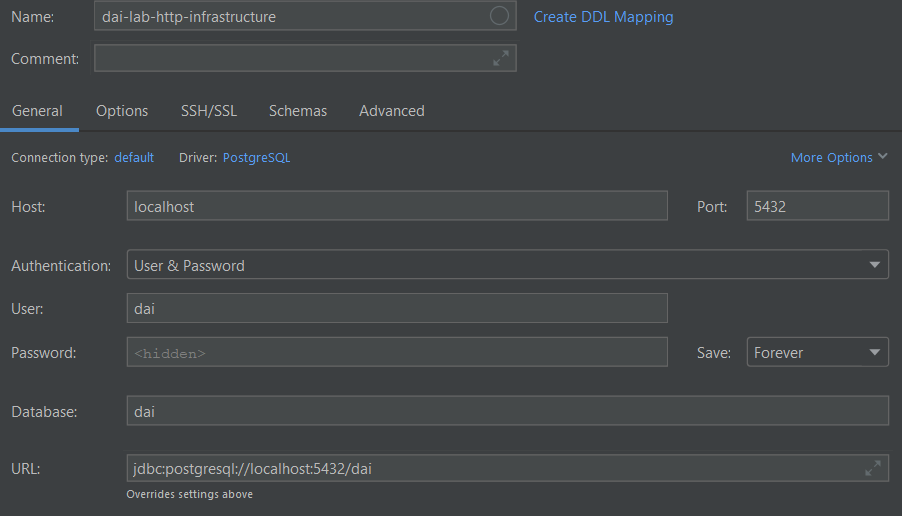 Name: dai-lab-http-infrastructure Create DDL Mapping
Comment:
General Options SSH/SSL Schemas Advanced
Connection type: default Driver: PostgreSQL More Options
Host: localhost Port: 5432
Authentication: User & Password
User: dai
Password: <hidden> Save: Forever
Database: dai
URL: jdbc:postgresql://localhost:5432/dai
Overrides settings above